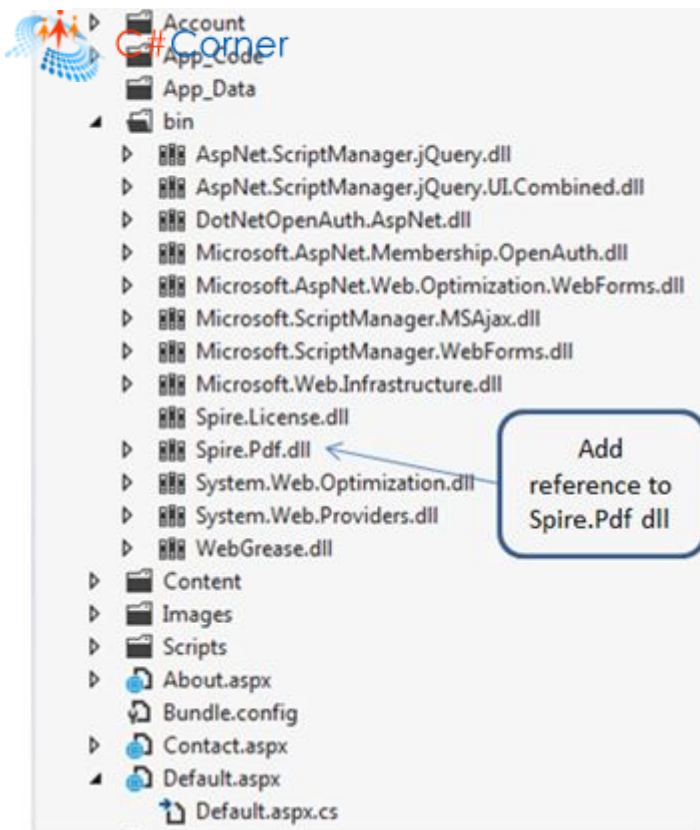 Account
C#Corner
App_Code
App_Data
bin
AspNet.ScriptManager.jQuery.dll
AspNet.ScriptManager.jQuery.UI.Combined.dll
DotNetOpenAuth.AspNet.dll
Microsoft.AspNet.Membership.OpenAuth.dll
Microsoft.AspNet.Web.Optimization.WebForms.dll
Microsoft.ScriptManager.MSAjax.dll
Microsoft.ScriptManager.WebForms.dll
Microsoft.Web.Infrastructure.dll
Spire.License.dll
Spire.Pdf.dll
System.Web.Optimization.dll
System.Web.Providers.dll
WebGrease.dll
Add
reference to
Spire.Pdf dll
Content
Images
Scripts
About.aspx
Bundle.config
Contact.aspx
Default.aspx
Default.aspx.cs